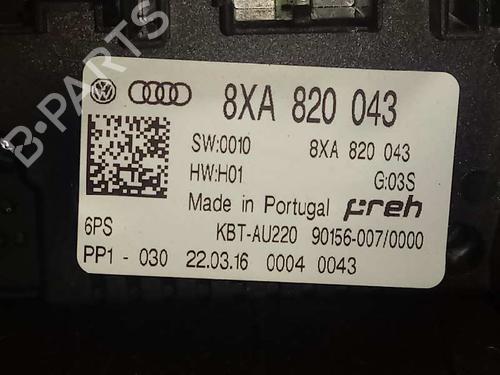 8XA 820 043
SW:0010 8XA 820 043
HW:H01 G:03S
Made in Portugal Preh
6PS KBT-AU220 90156-007/0000
PP1 - 030 22.03.16 0004 0043
B-PARTS